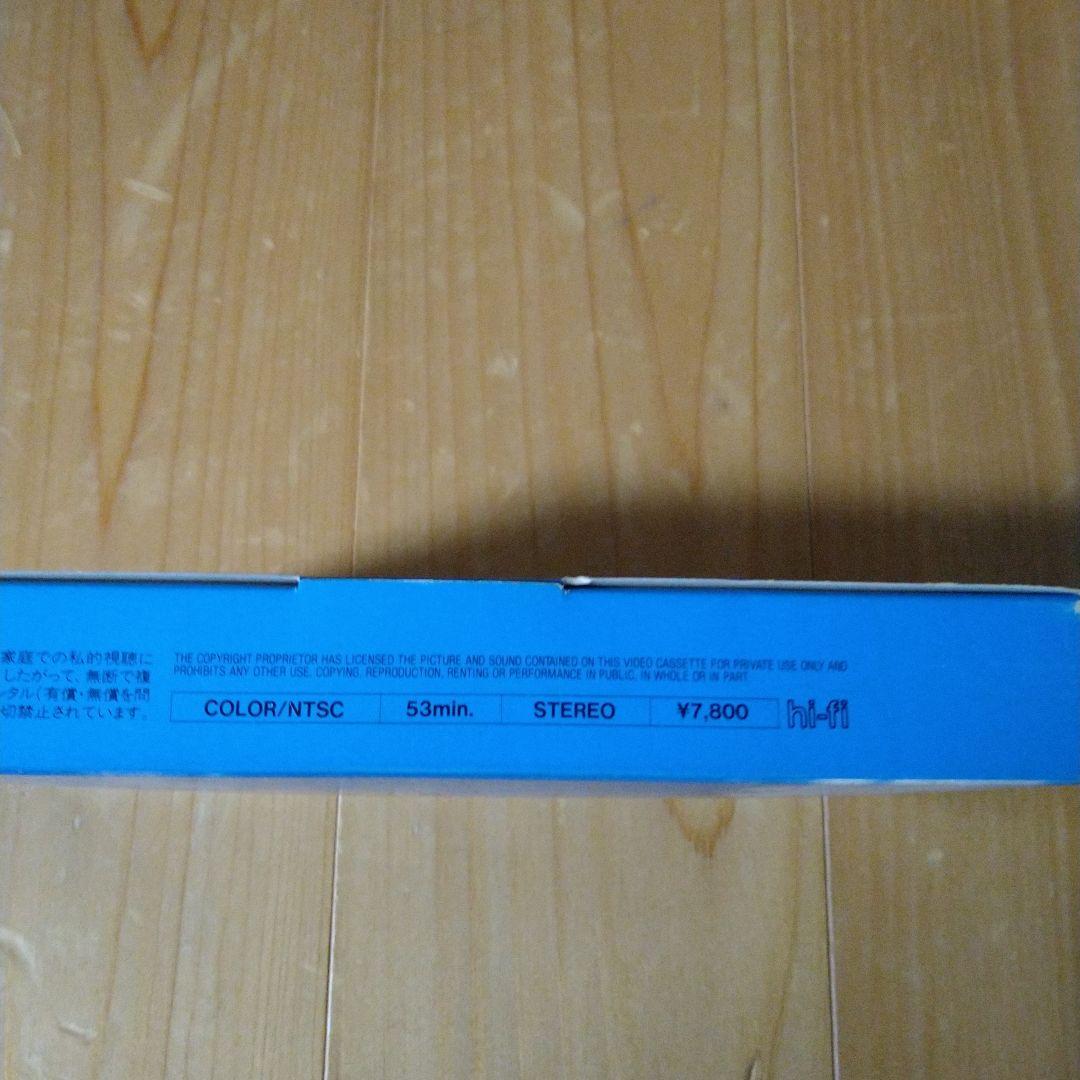 家庭での私的視聴に
したがって、無断で複
タル(有償・無償を問
切禁止されています。
THE COPYRIGHT PROPRIETOR HAS LICENSED THE PICTURE AND SOUND CONTAINED ON THIS VIDEO CASSETTE FOR PRIVATE USE ONLY AND
PROHIBITS ANY OTHER USE, COPYING, REPRODUCTION, RENTING OR PERFORMANCE IN PUBLIC, IN WHOLE OR IN PART.
COLOR/NTSC 53min. STEREO ¥7,800 hi-fi